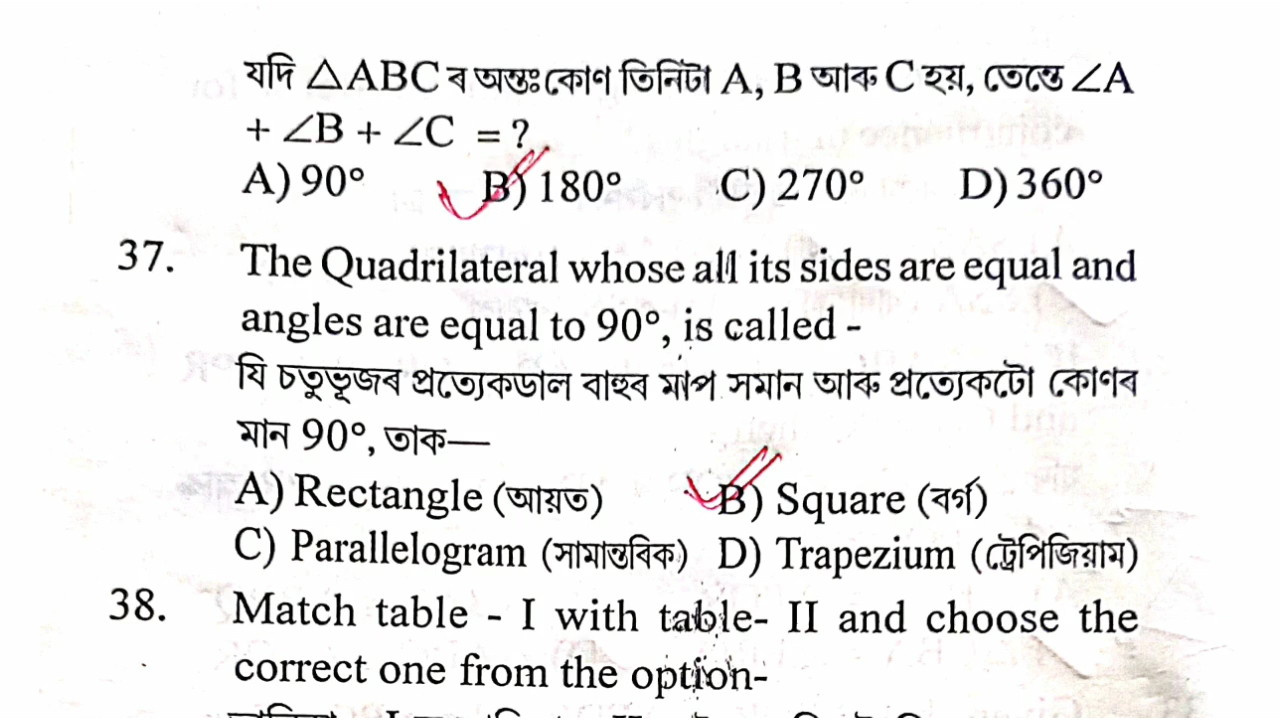 যদি △ABC ৰ অন্তঃকোণ তিনিটা A, B আৰু C হয়, তেন্তে ∠A
+ ∠B + ∠C = ?
A) 90° B) 180° C) 270° D) 360°
37. The Quadrilateral whose all its sides are equal and
angles are equal to 90°, is called -
যি চতুৰ্ভূজৰ প্ৰত্যেকডাল বাহুৰ মাপ সমান আৰু প্ৰত্যেকটো কোণৰ
মান 90°, তাক—
A) Rectangle (আয়ত) B) Square (বৰ্গ)
C) Parallelogram (সামান্তৰিক) D) Trapezium (ট্ৰেপিজিয়াম)
38. Match table - I with table- II and choose the
correct one from the option-